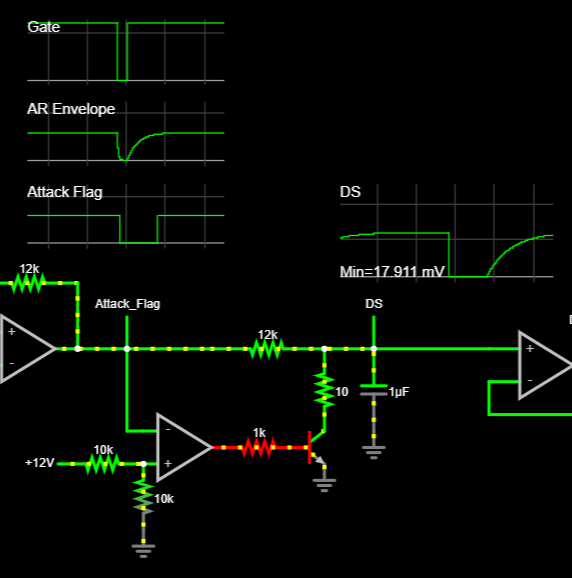 Gate
AR Envelope
Attack Flag
DS
Min=17.911 mV
12k
Attack_Flag
DS
12k
+
-
+
-
10
1µF
-
+
1k
10k
+12V
10k